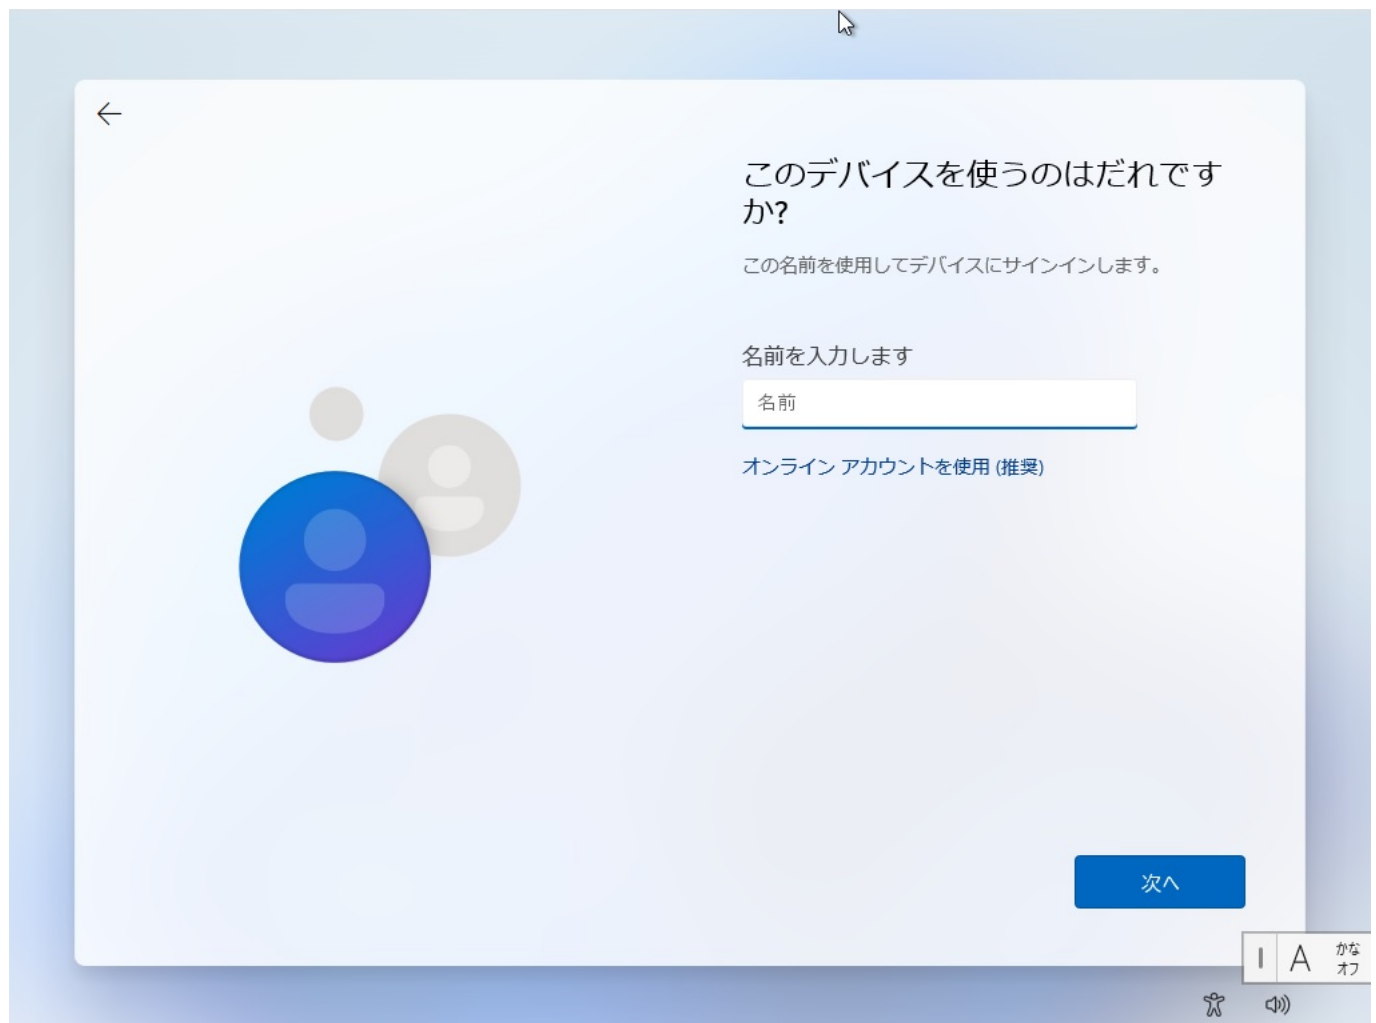 このデバイスを使うのはだれです
か?
この名前を使用してデバイスにサインインします。
名前を入力します
名前
オンライン アカウントを使用 (推奨)
次へ
A
かな
オフ